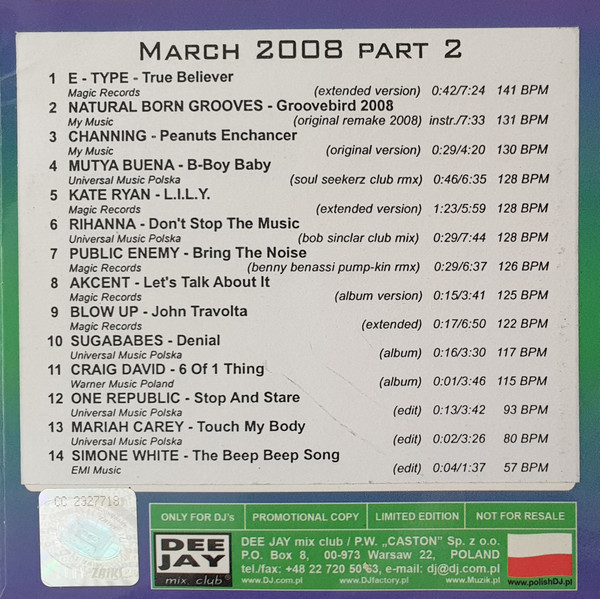 MARCH 2008 PART 2
1 E - TYPE - True Believer
Magic Records (extended version) 0:42/7:24 141 BPM
2 NATURAL BORN GROOVES - Groovebird 2008
My Music (original remake 2008) instr./7:33 131 BPM
3 CHANNING - Peanuts Enchancer
My Music (original version) 0:29/4:20 130 BPM
4 MUTYA BUENA - B-Boy Baby
Universal Music Polska (soul seekerz club rmx) 0:46/6:35 128 BPM
5 KATE RYAN - L.I.L.Y.
Magic Records (extended version) 1:23/5:59 128 BPM
6 RIHANNA - Don't Stop The Music
Universal Music Polska (bob sinclar club mix) 0:29/7:44 128 BPM
7 PUBLIC ENEMY - Bring The Noise
Magic Records (benny benassi pump-kin rmx) 0:29/6:37 126 BPM
8 AKCENT - Let's Talk About It
Magic Records (album version) 0:15/3:41 125 BPM
9 BLOW UP - John Travolta
Magic Records (extended) 0:17/6:50 122 BPM
10 SUGABABES - Denial
Universal Music Polska (album) 0:16/3:30 117 BPM
11 CRAIG DAVID - 6 Of 1 Thing
Warner Music Poland (album) 0:01/3:46 115 BPM
12 ONE REPUBLIC - Stop And Stare
Universal Music Polska (edit) 0:13/3:42 93 BPM
13 MARIAH CAREY - Touch My Body
Universal Music Polska (edit) 0:02/3:26 80 BPM
14 SIMONE WHITE - The Beep Beep Song
EMI Music (edit) 0:04/1:37 57 BPM
CC 2327718
ONLY FOR DJ's PROMOTIONAL COPY LIMITED EDITION NOT FOR RESALE
DEE JAY mix club
DEE JAY mix club / P.W. „CASTON" Sp. z o.o.
P.O. Box 8, 00-973 Warsaw 22, POLAND
tel./fax: +48 22 720 50 63, e-mail: dj@dj.com.pl
www.DJ.com.pl www.DJfactory.pl www.Muzik.pl www.polishDJ.pl